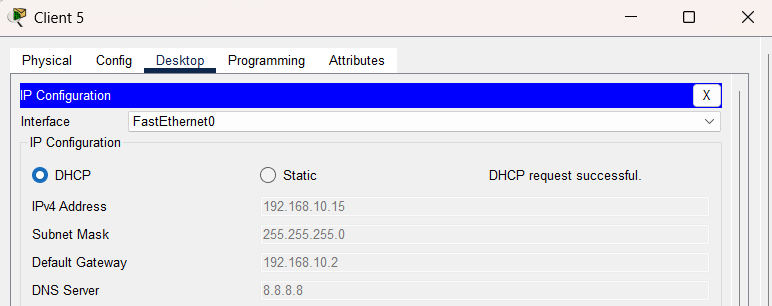 Client 5
Physical Config Desktop Programming Attributes
IP Configuration X
Interface FastEthernet0
IP Configuration
DHCP Static DHCP request successful.
IPv4 Address 192.168.10.15
Subnet Mask 255.255.255.0
Default Gateway 192.168.10.2
DNS Server 8.8.8.8